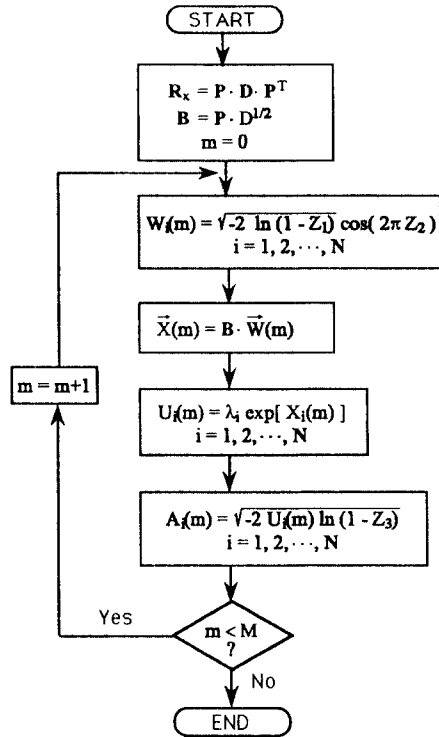 START
R_x = P · D · P^T
B = P · D^{1/2}
m = 0
W_i(m) = √(-2 ln (1 - Z_1)) cos( 2π Z_2 )
i = 1, 2, ···, N
X⃗(m) = B · W⃗(m)
m = m+1
U_i(m) = λ_i exp[ X_i(m) ]
i = 1, 2, ···, N
A_i(m) = √(-2 U_i(m) ln (1 - Z_3))
i = 1, 2, ···, N
Yes
m < M
?
No
END